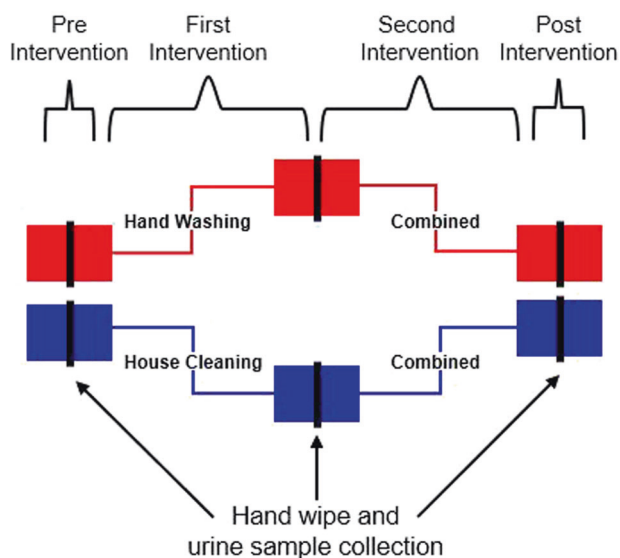 Pre
Intervention
First
Intervention
Second
Intervention
Post
Intervention
Hand Washing
Combined
House Cleaning
Combined
Hand wipe and
urine sample collection